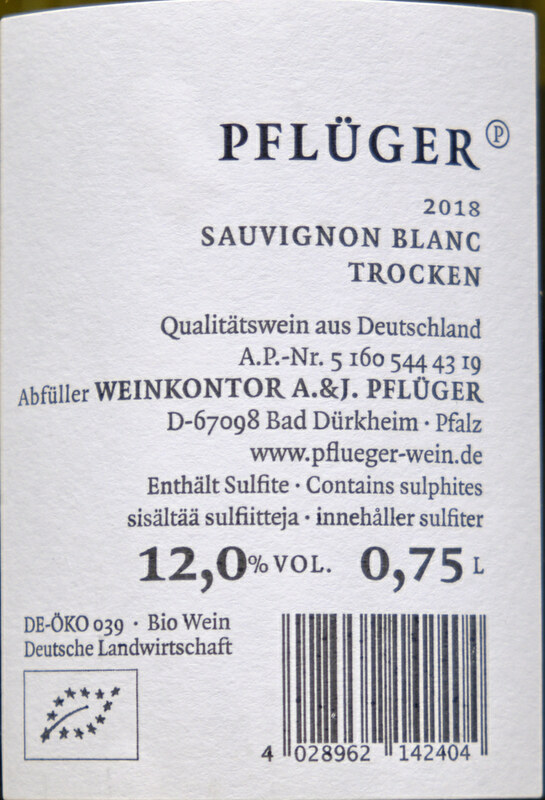 PFLÜGER Ⓟ
2018
SAUVIGNON BLANC
TROCKEN
Qualitätswein aus Deutschland
A.P.-Nr. 5 160 544 43 19
Abfüller WEINKONTOR A.&J. PFLÜGER
D-67098 Bad Dürkheim · Pfalz
www.pflueger-wein.de
Enthält Sulfite · Contains sulphites
sisältää sulfiitteja · innehåller sulfiter
12,0% VOL. 0,75 L
DE-ÖKO 039 · Bio Wein
Deutsche Landwirtschaft
4 028962 142404